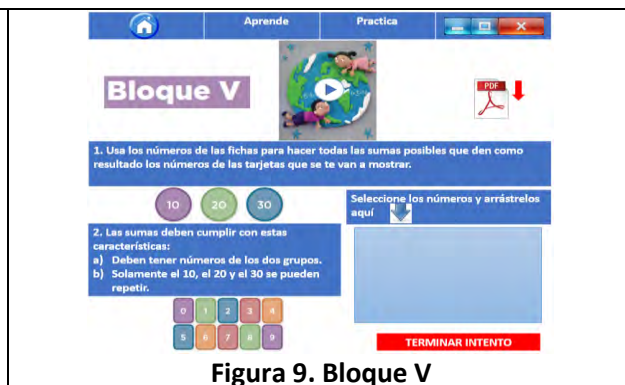 Aprende
Practica
Bloque V
PDF
1. Usa los números de las fichas para hacer todas las sumas posibles que den como
resultado los números de las tarjetas que se te van a mostrar.
10 20 30
Seleccione los números y arrástrelos
aquí
2. Las sumas deben cumplir con estas
características:
a) Deben tener números de los dos grupos.
b) Solamente el 10, el 20 y el 30 se pueden
repetir.
0 1 2 3 4
5 6 7 8 9
TERMINAR INTENTO
Figura 9. Bloque V